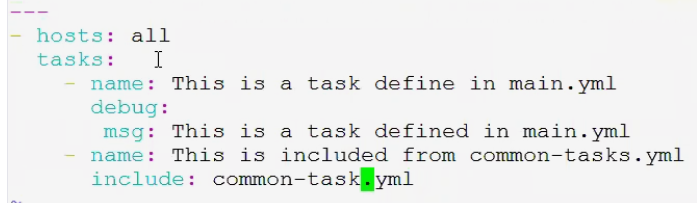 ---
- hosts: all
  tasks:
    - name: This is a task define in main.yml
      debug:
       msg: This is a task defined in main.yml
    - name: This is included from common-tasks.yml
      include: common-task.yml